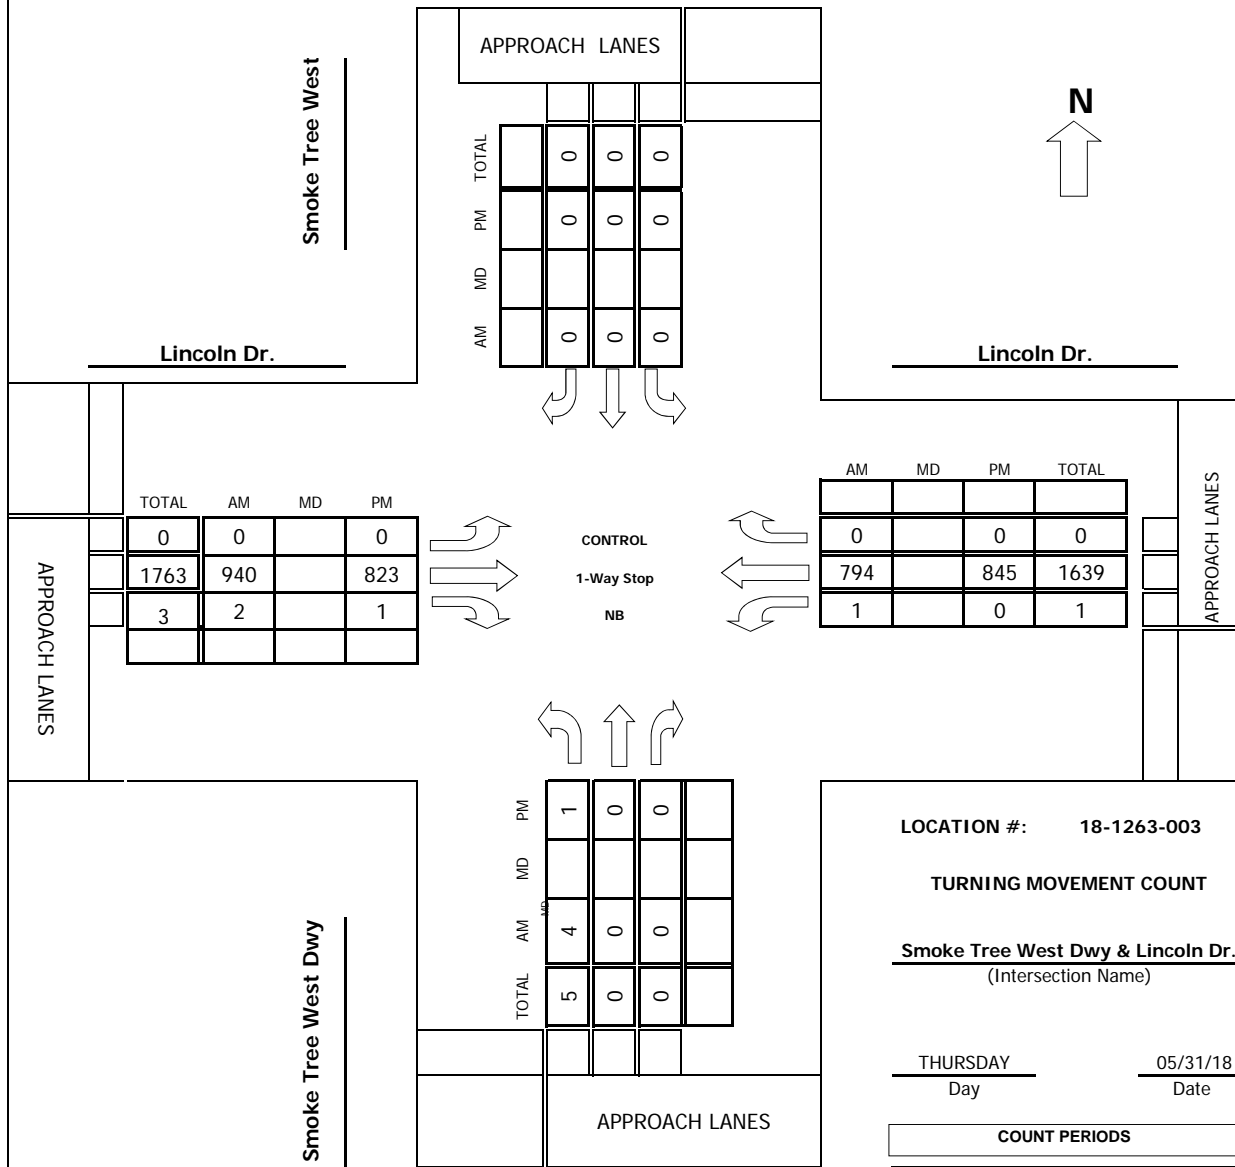 APPROACH LANES
Smoke Tree West
N
TOTAL 0 0 0
PM 0 0 0
MD
AM 0 0 0
Lincoln Dr.
Lincoln Dr.
TOTAL AM MD PM
0 0 0
1763 940 823
3 2 1
APPROACH LANES
CONTROL
1-Way Stop
NB
AM MD PM TOTAL
0 0 0
794 845 1639
1 0 1
APPROACH LANES
PM 1 0 0
MD
MD
AM 4 0 0
TOTAL 5 0 0
APPROACH LANES
Smoke Tree West Dwy
LOCATION #: 18-1263-003
TURNING MOVEMENT COUNT
Smoke Tree West Dwy & Lincoln Dr.
(Intersection Name)
THURSDAY 05/31/18
Day Date
COUNT PERIODS